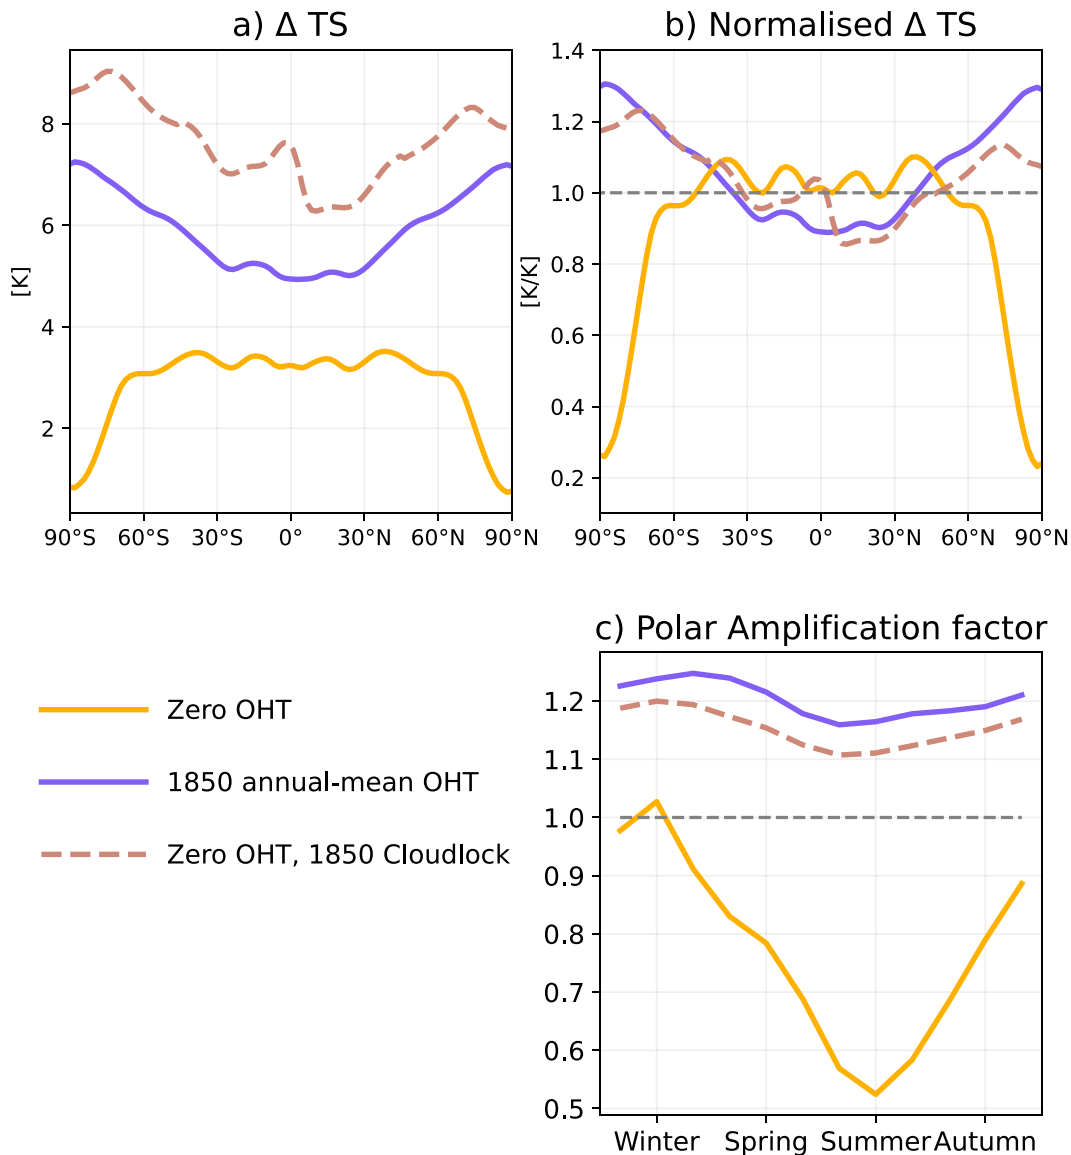 a) Δ TS
[K]
8
6
4
2
90°S 60°S 30°S 0° 30°N 60°N 90°N
b) Normalised Δ TS
[K/K]
1.4
1.2
1.0
0.8
0.6
0.4
0.2
90°S 60°S 30°S 0° 30°N 60°N 90°N
Zero OHT
1850 annual-mean OHT
Zero OHT, 1850 Cloudlock
c) Polar Amplification factor
1.2
1.1
1.0
0.9
0.8
0.7
0.6
0.5
Winter Spring Summer Autumn